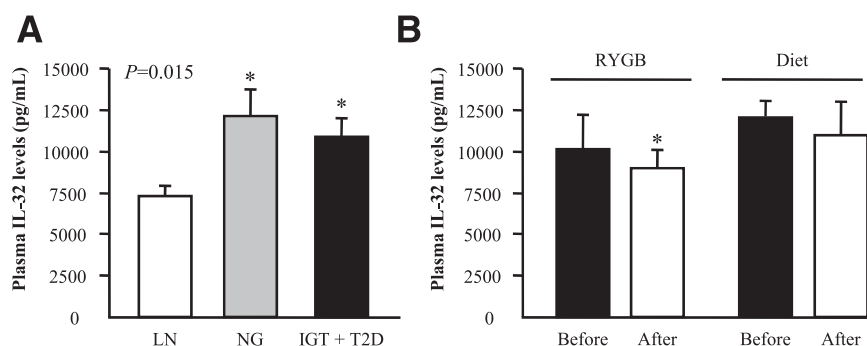 A
Plasma IL-32 levels (pg/mL)
15000
12500
10000
7500
5000
2500
0
P=0.015
*
*
LN NG IGT + T2D
B
Plasma IL-32 levels (pg/mL)
15000
12500
10000
7500
5000
2500
0
RYGB Diet
*
Before After Before After